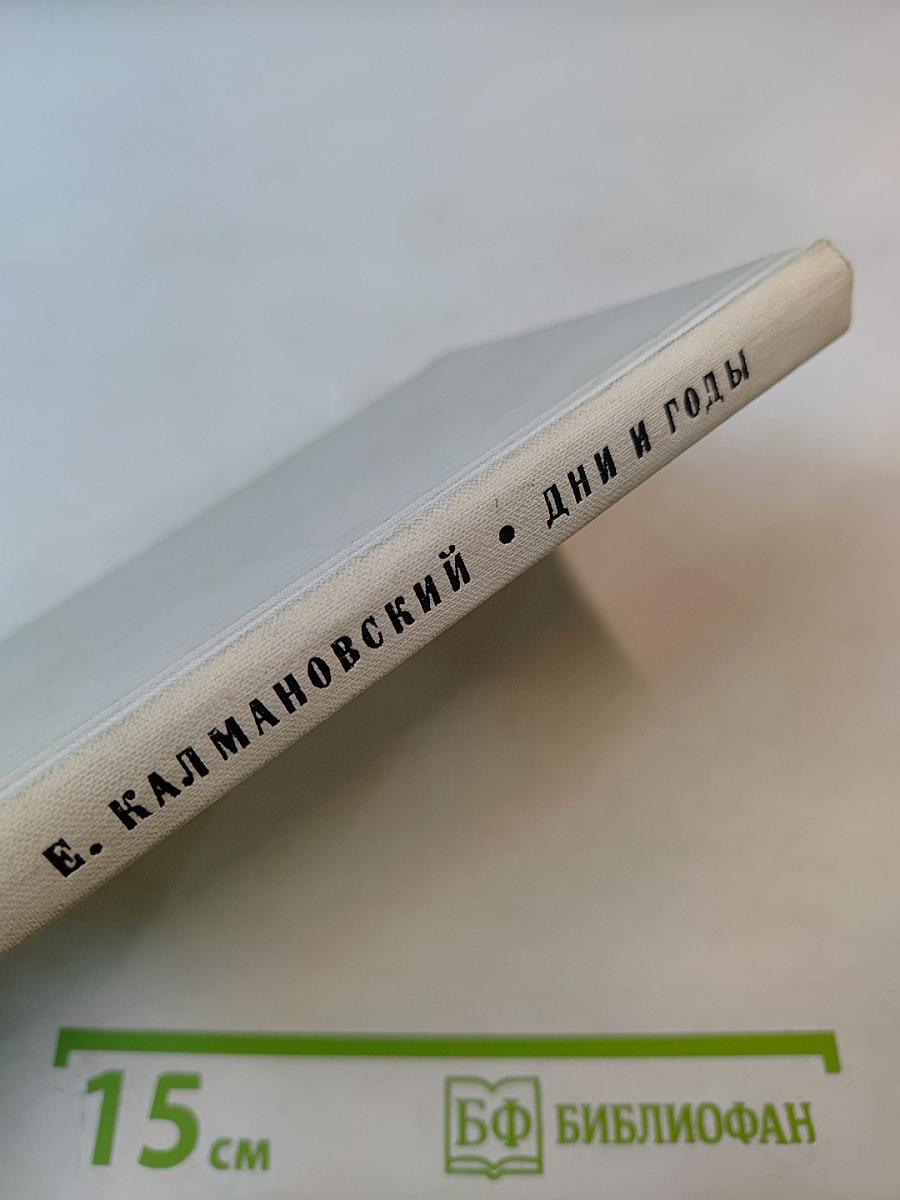 Е. КАЛМАНОВСКИЙ • ДНИ И ГОДЫ
15 см
БФ БИБЛИОФАН